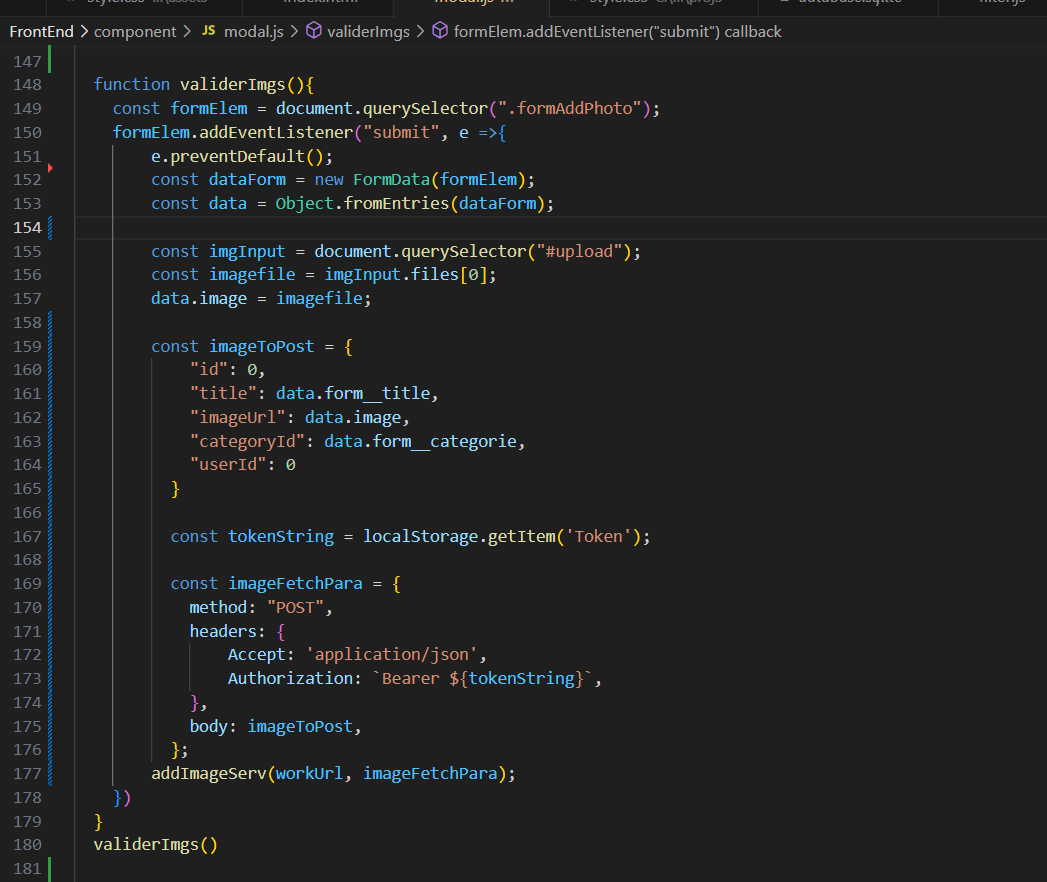 FrontEnd > component > JS modal.js > validerImgs > formElem.addEventListener("submit") callback
147
148 function validerImgs(){
149 const formElem = document.querySelector(".formAddPhoto");
150 formElem.addEventListener("submit", e =>{
151 e.preventDefault();
152 const dataForm = new FormData(formElem);
153 const data = Object.fromEntries(dataForm);
154
155 const imgInput = document.querySelector("#upload");
156 const imagefile = imgInput.files[0];
157 data.image = imagefile;
158
159 const imageToPost = {
160 "id": 0,
161 "title": data.form__title,
162 "imageUrl": data.image,
163 "categoryId": data.form__categorie,
164 "userId": 0
165 }
166
167 const tokenString = localStorage.getItem('Token');
168
169 const imageFetchPara = {
170 method: "POST",
171 headers: {
172 Accept: 'application/json',
173 Authorization: `Bearer ${tokenString}`,
174 },
175 body: imageToPost,
176 };
177 addImageServ(workUrl, imageFetchPara);
178 })
179 }
180 validerImgs()
181